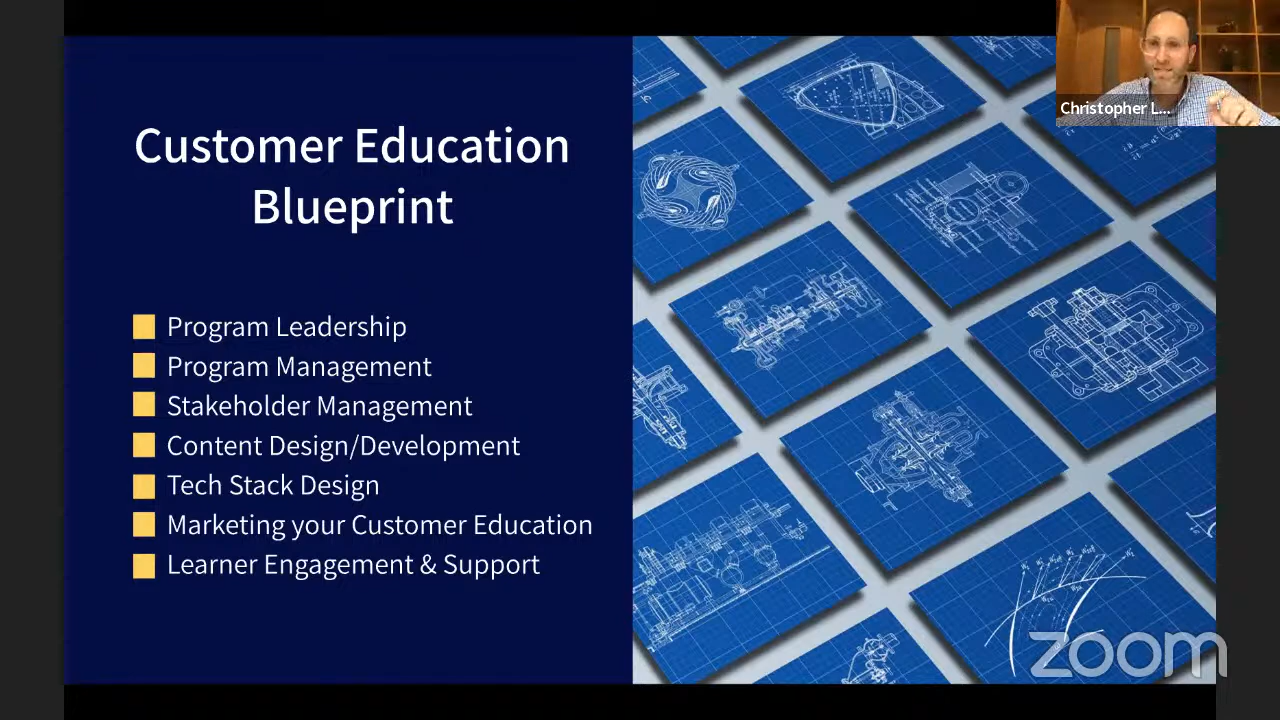 Customer Education
Blueprint
Program Leadership
Program Management
Stakeholder Management
Content Design/Development
Tech Stack Design
Marketing your Customer Education
Learner Engagement & Support
Christopher L...
zoom